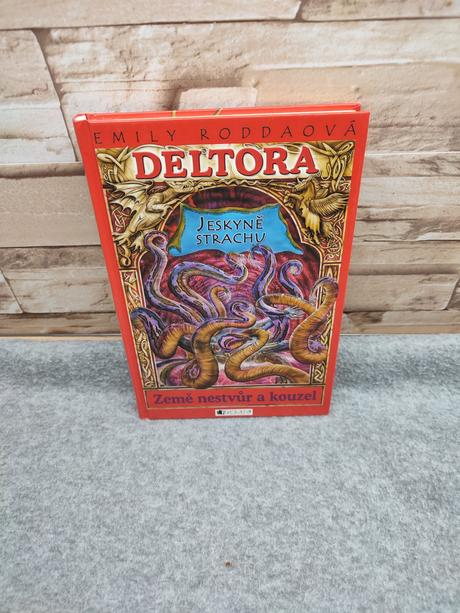 EMILY RODDAOVÁ
DELTORA
JESKYNĚ
STRACHU
Země nestvůr a kouzel